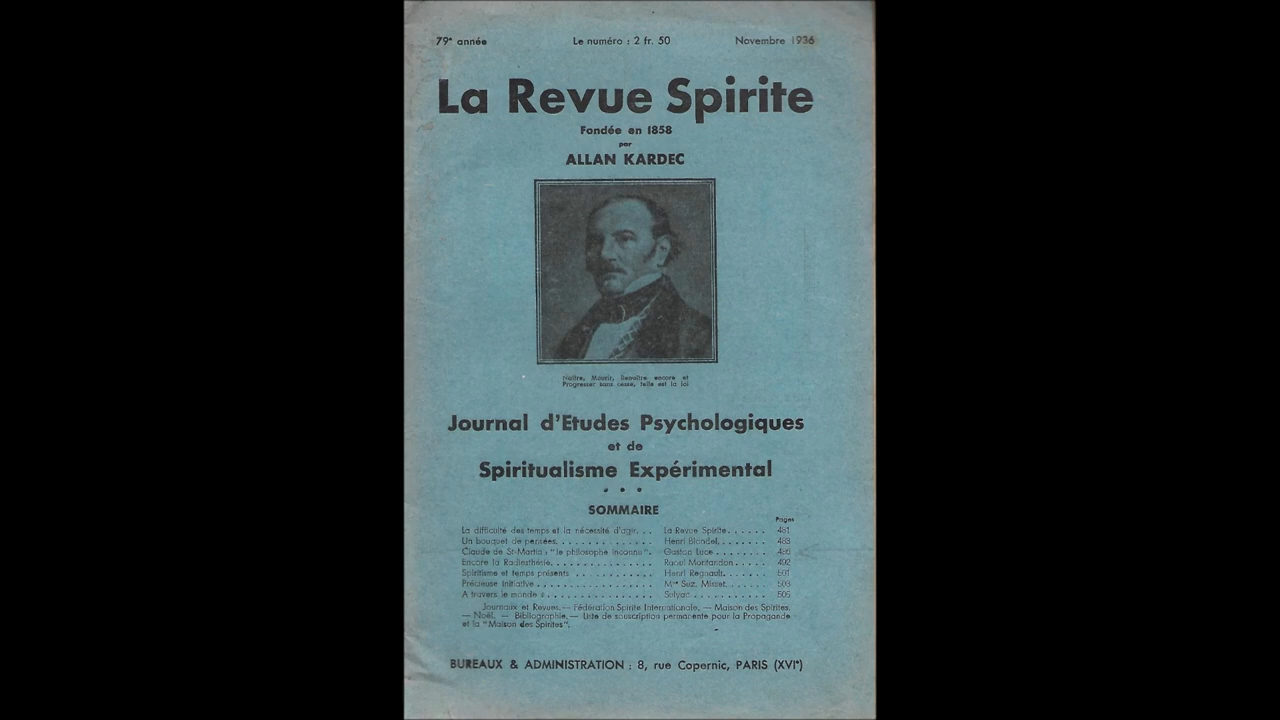 79e année Le numéro : 2 fr. 50 Novembre 1936
La Revue Spirite
Fondée en 1858
par
ALLAN KARDEC
Naître, Mourir, Renaître encore et
Progresser sans cesse, telle est la loi
Journal d'Etudes Psychologiques
et de
Spiritualisme Expérimental
• • •
SOMMAIRE
Pages
La difficulté des temps et la nécessité d'agir. . . La Revue Spirite. . . . . . 481
Un bouquet de pensées. . . . . . . . . . . . . . Henri Blondel. . . . . . . . 483
Claude de St-Martin : "le philosophe inconnu". Gaston Luce . . . . . . . . 486
Encore la Radiesthésie. . . . . . . . . . . . . . . Raoul Montandon . . . . . 492
Spiritisme et temps présents . . . . . . . . . . . . Henri Regnault. . . . . . . 501
Précieuse Initiative . . . . . . . . . . . . . . . . . Mme Suz. Misset. . . . . . 503
A travers le monde : . . . . . . . . . . . . . . . . Sulyac . . . . . . . . . . . 505
Journaux et Revues. — Fédération Spirite Internationale. — Maison des Spirites.
— Noël. — Bibliographie. — Liste de souscription permanente pour la Propagande
et la "Maison des Spirites".
BUREAUX & ADMINISTRATION : 8, rue Copernic, PARIS (XVIe)